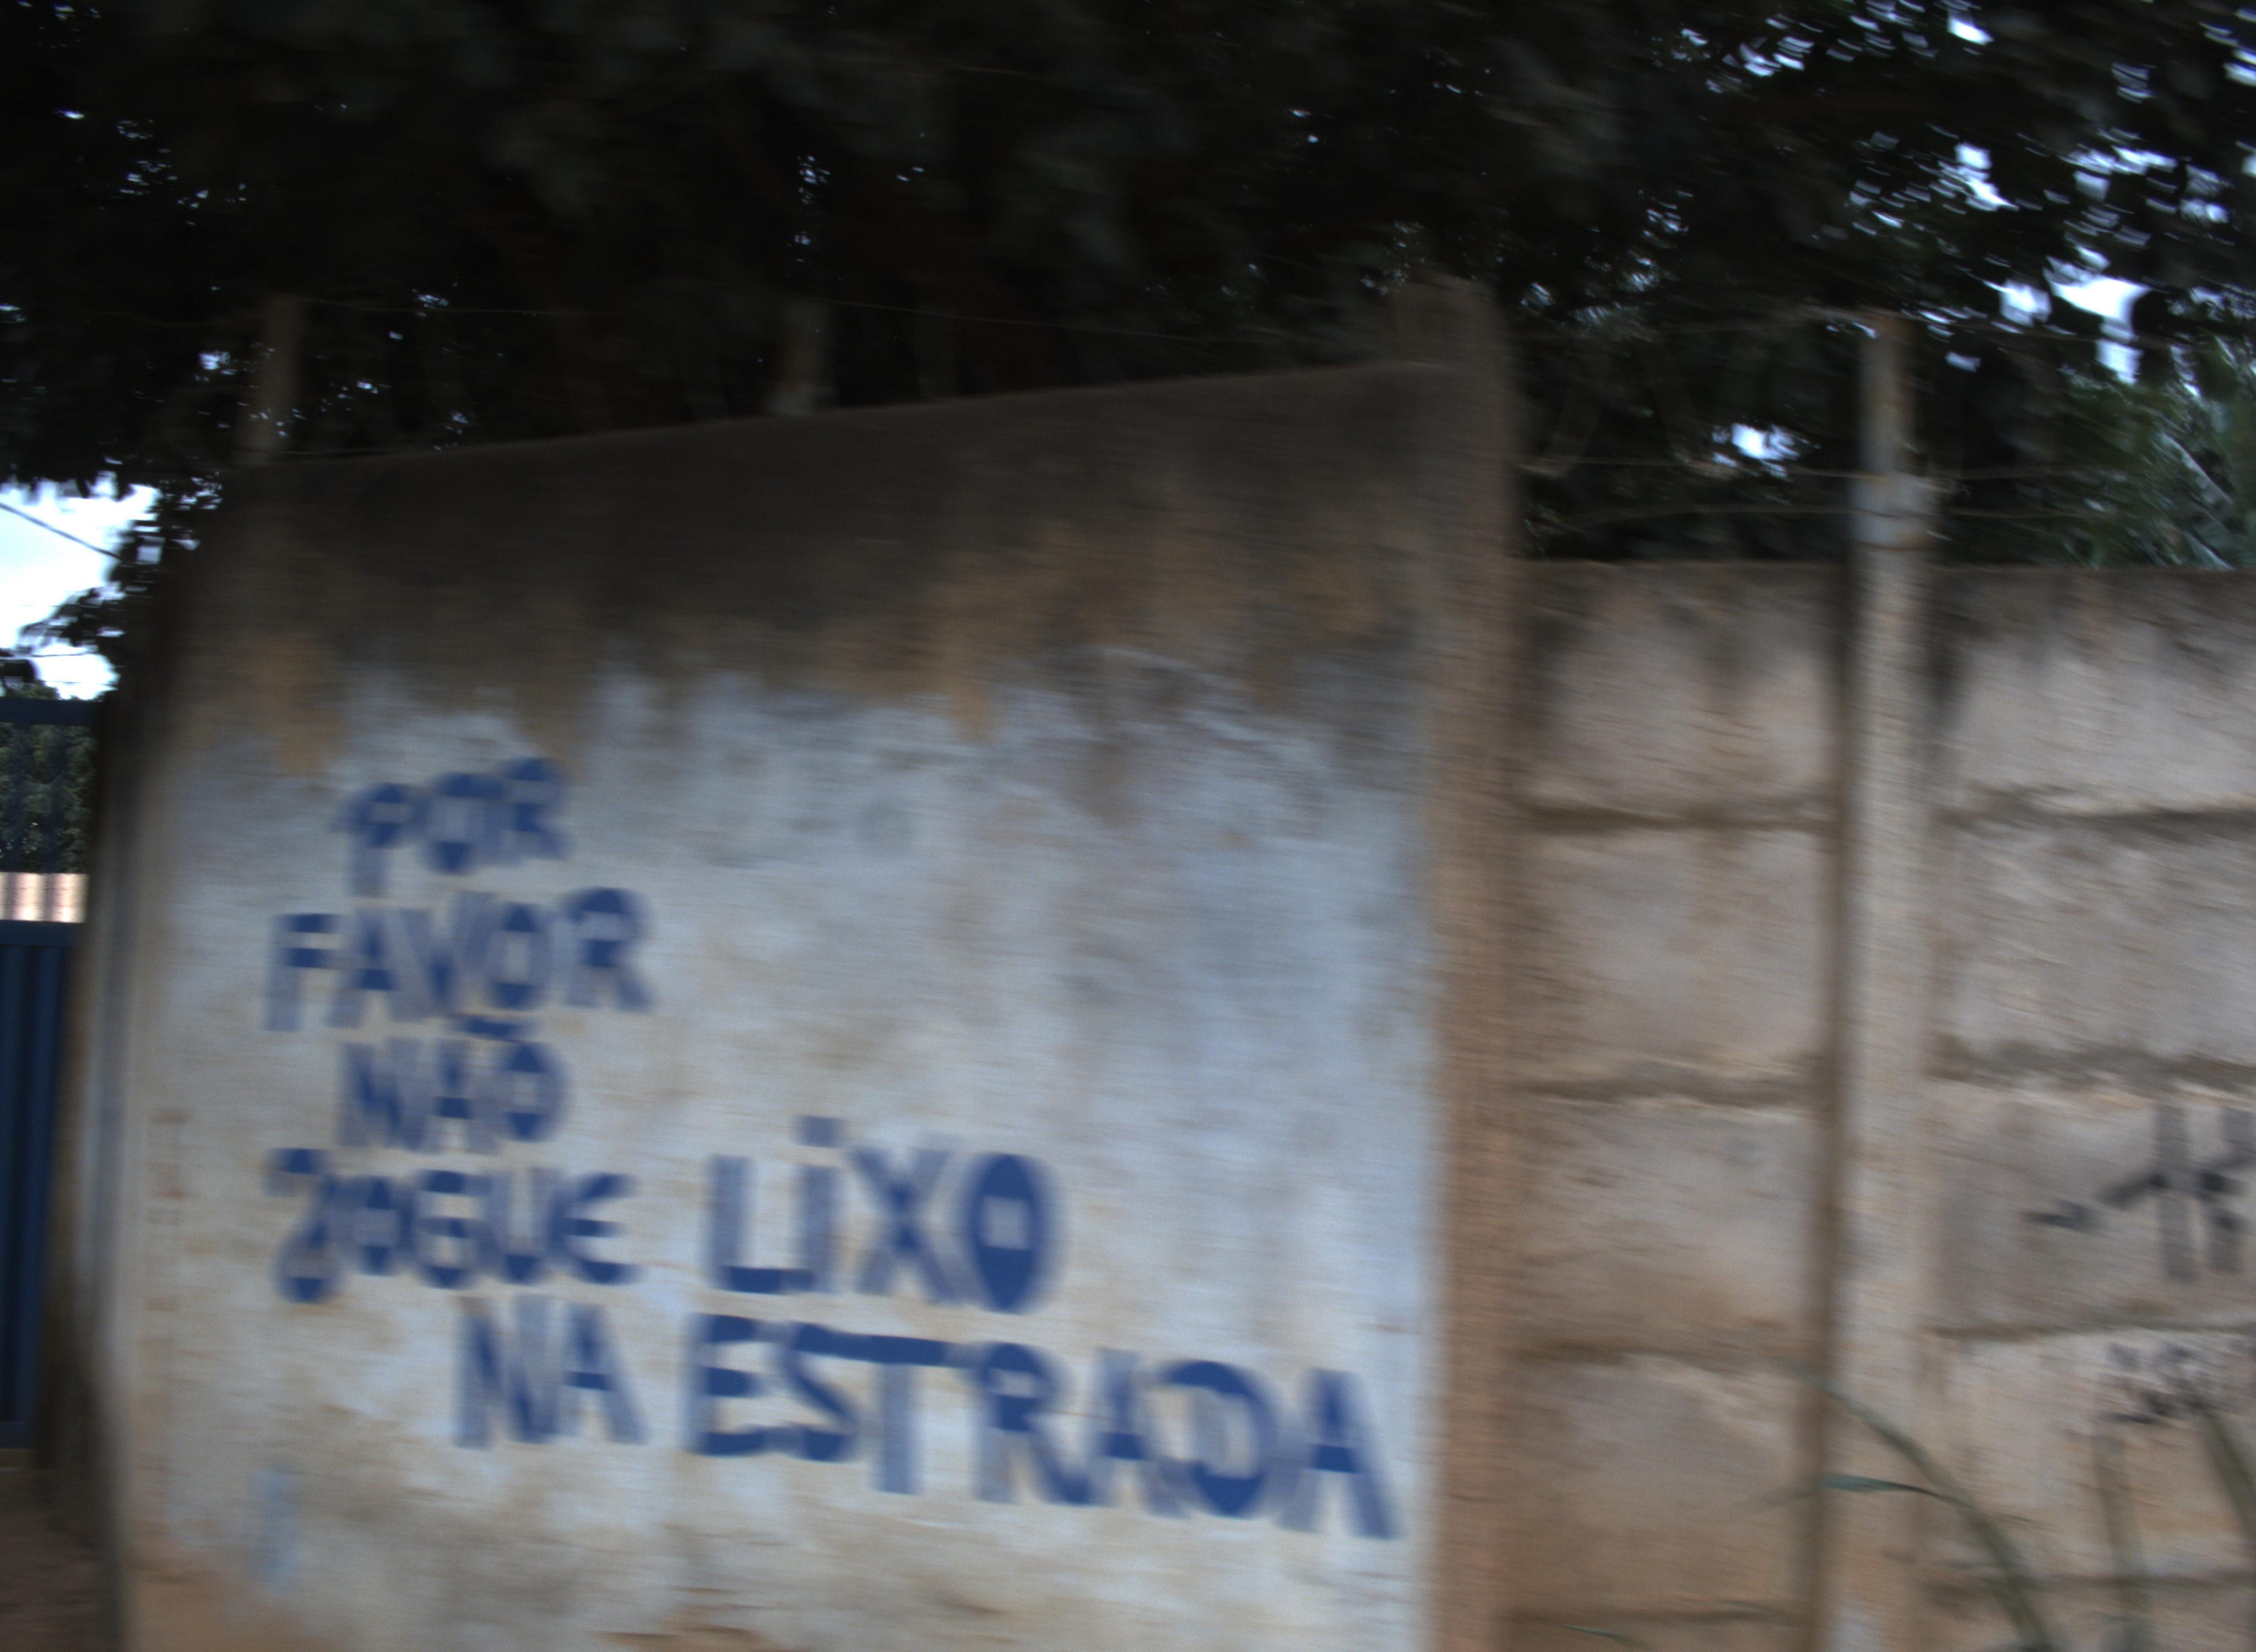 POR
FAVOR
NÃO
JOGUE LiXO
NA ESTRADA